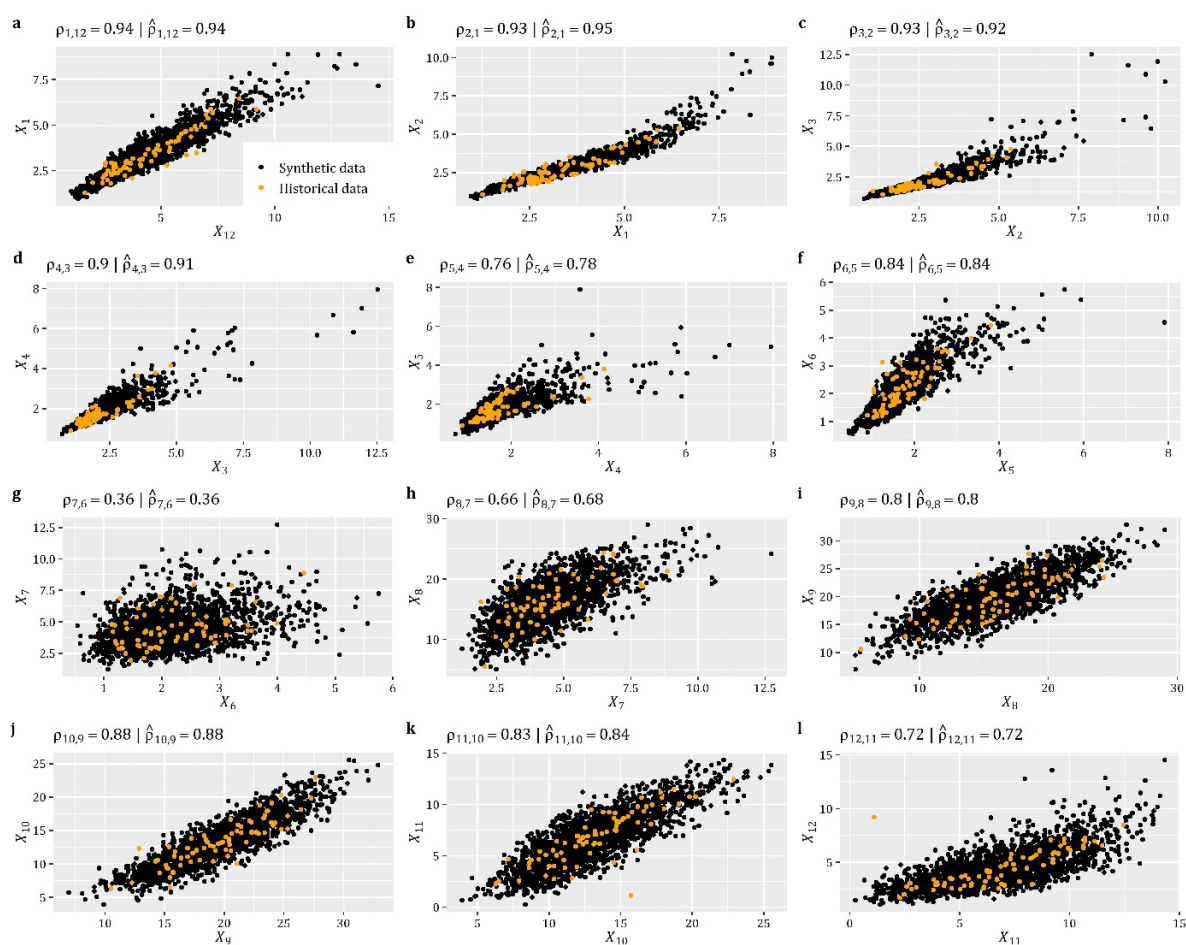 a b c
ρ1,12 = 0.94 | ρ̂1,12 = 0.94 ρ2,1 = 0.93 | ρ̂2,1 = 0.95 ρ3,2 = 0.93 | ρ̂3,2 = 0.92
7.5
5.0
2.5
X1
Synthetic data
Historical data
5 10 15
X12
10.0
7.5
5.0
2.5
X2
2.5 5.0 7.5
X1
12.5
10.0
7.5
5.0
2.5
X3
2.5 5.0 7.5 10.0
X2
d e f
ρ4,3 = 0.9 | ρ̂4,3 = 0.91 ρ5,4 = 0.76 | ρ̂5,4 = 0.78 ρ6,5 = 0.84 | ρ̂6,5 = 0.84
8
6
4
2
X4
2.5 5.0 7.5 10.0 12.5
X3
8
6
4
2
X5
2 4 6 8
X4
6
5
4
3
2
1
X6
2 4 6 8
X5
g h i
ρ7,6 = 0.36 | ρ̂7,6 = 0.36 ρ8,7 = 0.66 | ρ̂8,7 = 0.68 ρ9,8 = 0.8 | ρ̂9,8 = 0.8
12.5
10.0
7.5
5.0
2.5
X7
1 2 3 4 5 6
X6
30
20
10
X8
2.5 5.0 7.5 10.0 12.5
X7
30
25
20
15
10
X9
10 20 30
X8
j k l
ρ10,9 = 0.88 | ρ̂10,9 = 0.88 ρ11,10 = 0.83 | ρ̂11,10 = 0.84 ρ12,11 = 0.72 | ρ̂12,11 = 0.72
25
20
15
10
5
X10
10 15 20 25 30
X9
15
10
5
0
X11
5 10 15 20 25
X10
15
10
5
0
X12
0 5 10 15
X11